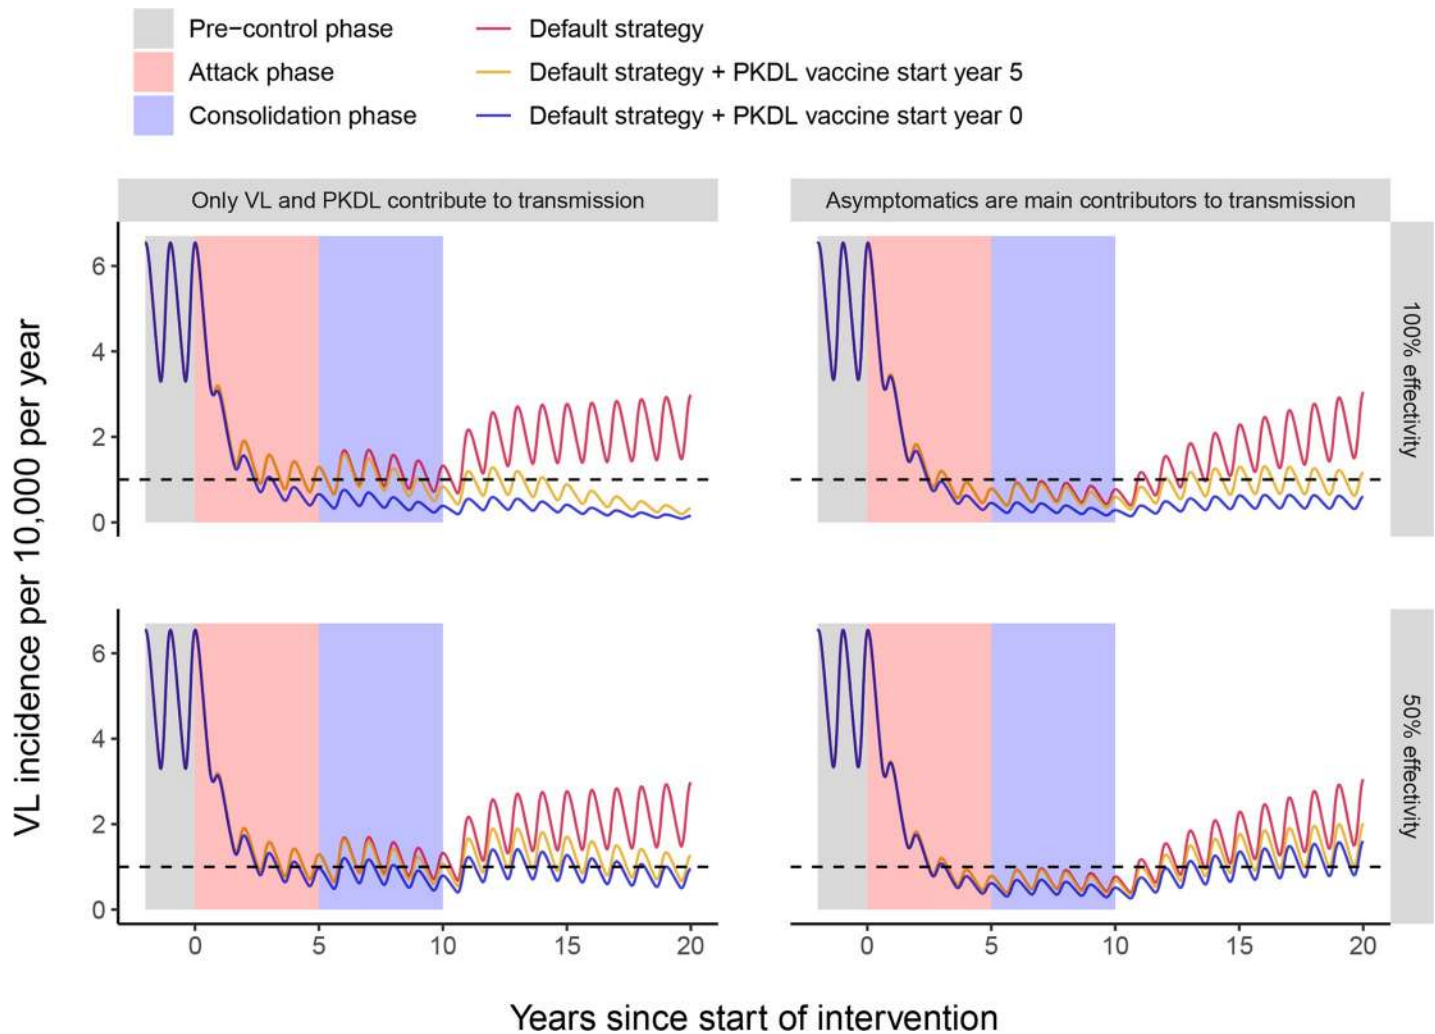 Pre−control phase
Attack phase
Consolidation phase
Default strategy
Default strategy + PKDL vaccine start year 5
Default strategy + PKDL vaccine start year 0
Only VL and PKDL contribute to transmission
Asymptomatics are main contributors to transmission
VL incidence per 10,000 per year
6
4
2
0
100% effectivity
6
4
2
0
50% effectivity
0 5 10 15 20
0 5 10 15 20
Years since start of intervention